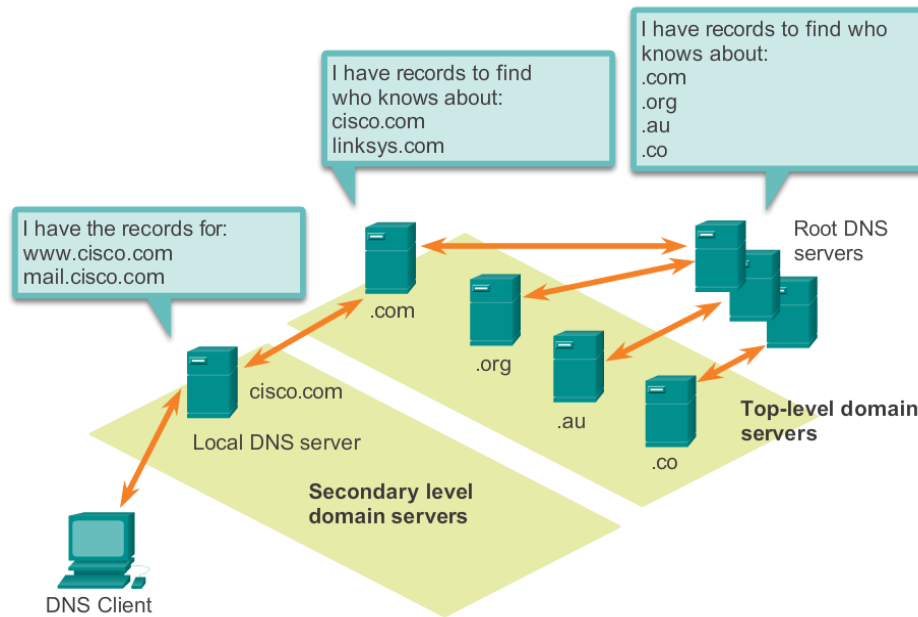 I have records to find who
knows about:
.com
.org
.au
.co
I have records to find
who knows about:
cisco.com
linksys.com
I have the records for:
www.cisco.com
mail.cisco.com
Root DNS
servers
.com
.org
.au
.co
cisco.com
Local DNS server
Top-level domain
servers
Secondary level
domain servers
DNS Client